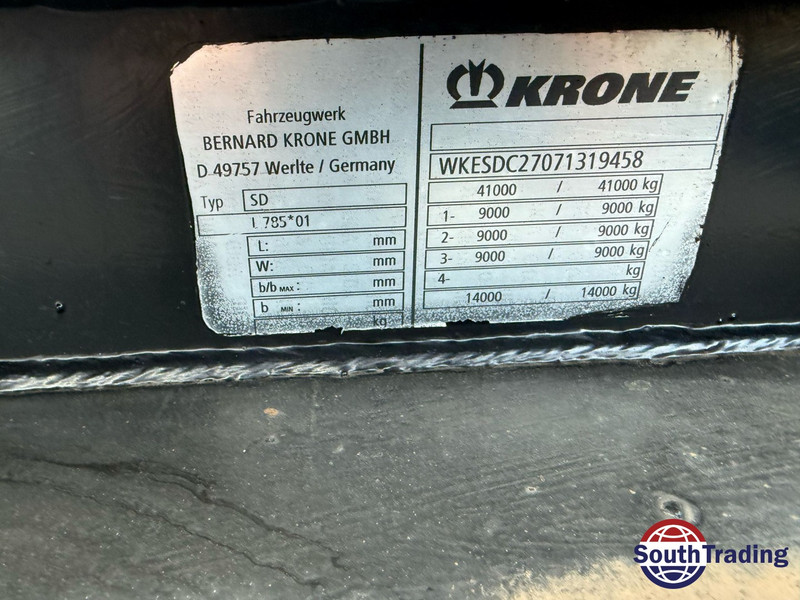 Fahrzeugwerk
BERNARD KRONE GMBH
D 49757 Werlte / Germany
Typ SD
785*01
L: mm
W: mm
b/b MAX : mm
b MIN : mm
kg
KRONE
WKESDC27071319458
41000 / 41000 kg
1- 9000 / 9000 kg
2- 9000 / 9000 kg
3- 9000 / 9000 kg
4- kg
14000 / 14000 kg
SouthTrading